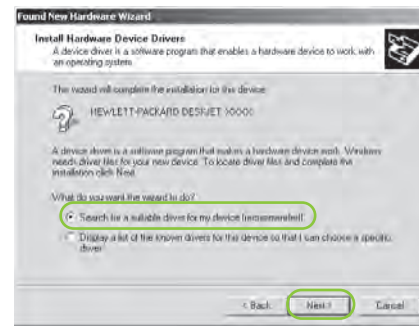 Found New Hardware Wizard
Install Hardware Device Drivers
A device driver is a software program that enables a hardware device to work with
an operating system.
This wizard will complete the installation for this device:
HEWLETT-PACKARD DESKJET XXXXX
A device driver is a software program that makes a hardware device work. Windows
needs driver files for your new device. To locate driver files and complete the
installation click Next.
What do you want the wizard to do?
Search for a suitable driver for my device (recommended)
Display a list of the known drivers for this device so that I can choose a specific
driver
< Back
Next >
Cancel